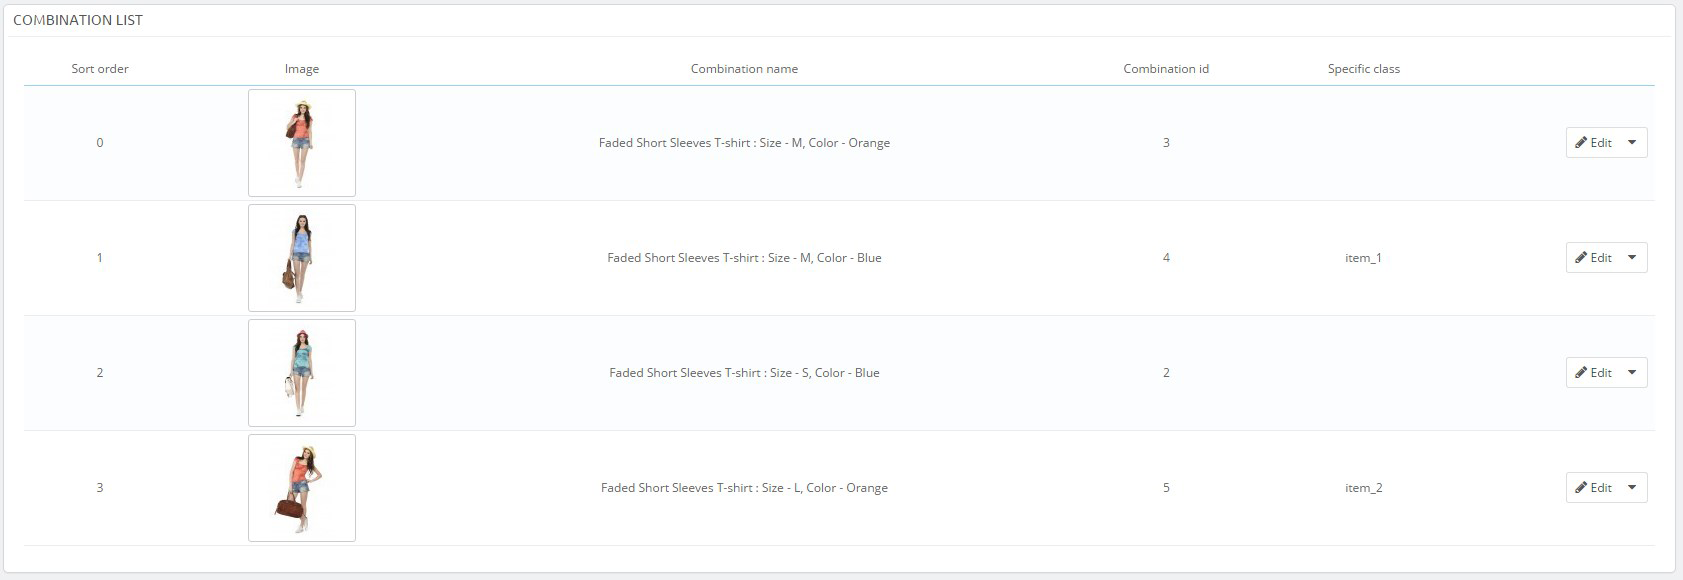 COMBINATION LIST
Sort order Image Combination name Combination id Specific class
0 Faded Short Sleeves T-shirt : Size - M, Color - Orange 3 Edit
1 Faded Short Sleeves T-shirt : Size - M, Color - Blue 4 item_1 Edit
2 Faded Short Sleeves T-shirt : Size - S, Color - Blue 2 Edit
3 Faded Short Sleeves T-shirt : Size - L, Color - Orange 5 item_2 Edit